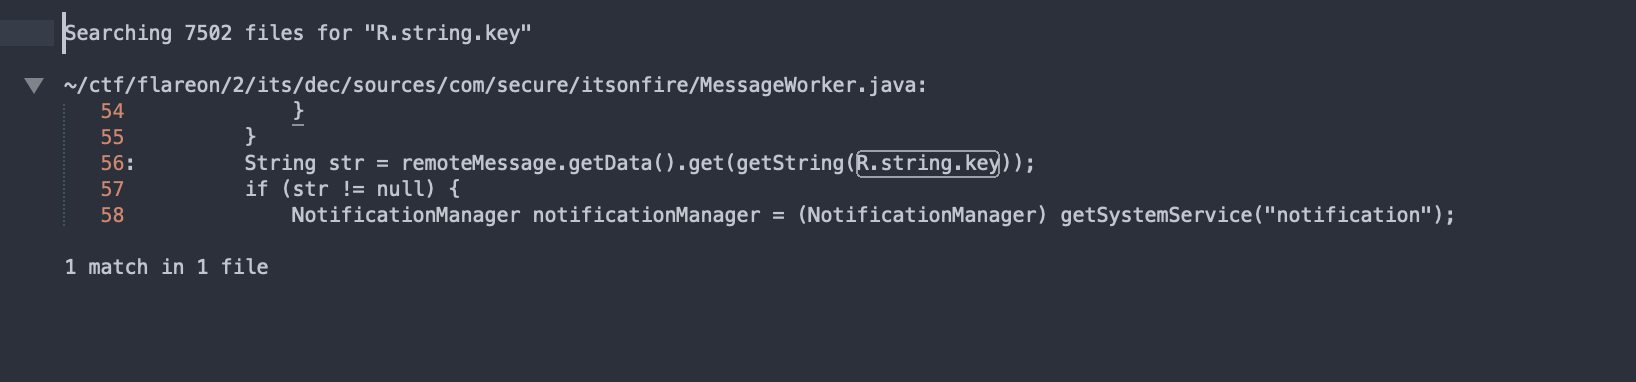 Searching 7502 files for "R.string.key"
~/ctf/flareon/2/its/dec/sources/com/secure/itsonfire/MessageWorker.java:
54 }
55 }
56: String str = remoteMessage.getData().get(getString(R.string.key));
57 if (str != null) {
58 NotificationManager notificationManager = (NotificationManager) getSystemService("notification");
1 match in 1 file